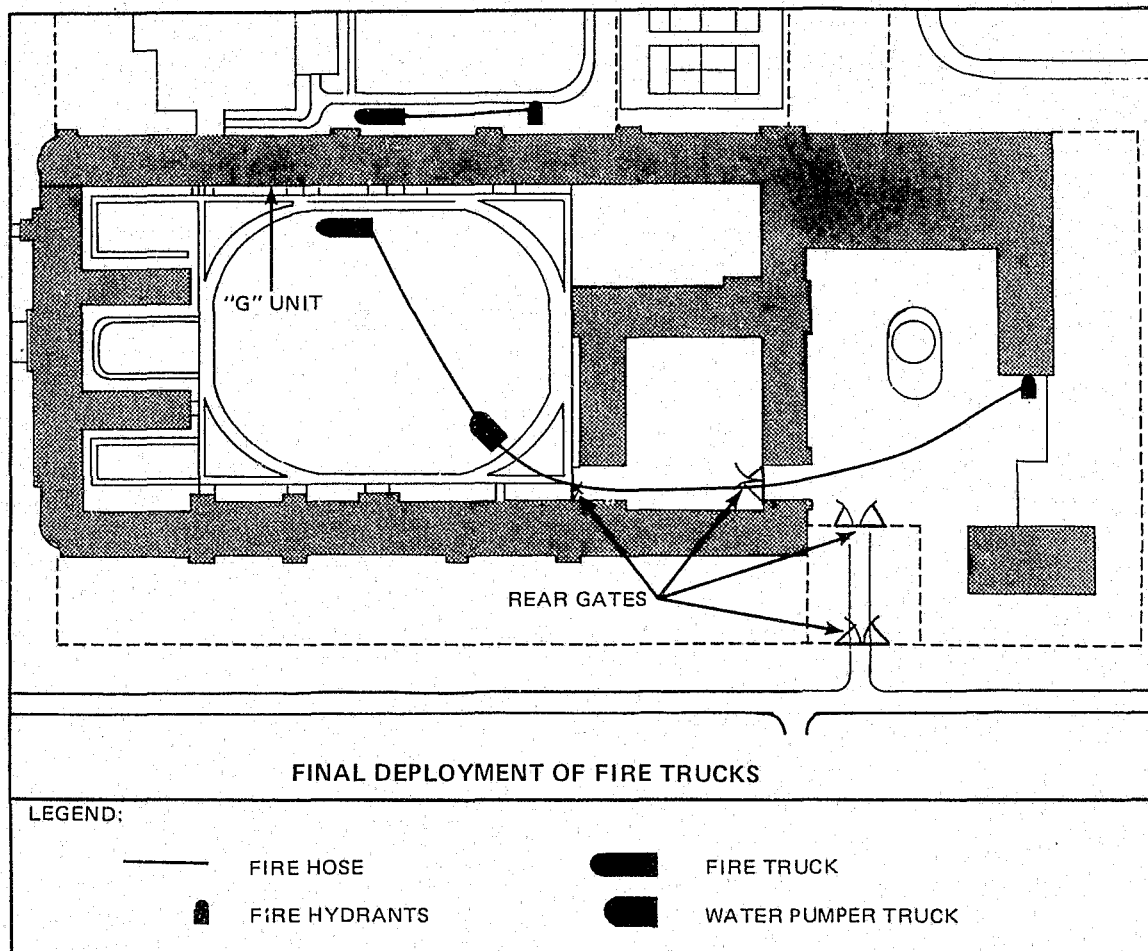 "G" UNIT
REAR GATES
FINAL DEPLOYMENT OF FIRE TRUCKS
LEGEND:
FIRE HOSE
FIRE TRUCK
FIRE HYDRANTS
WATER PUMPER TRUCK